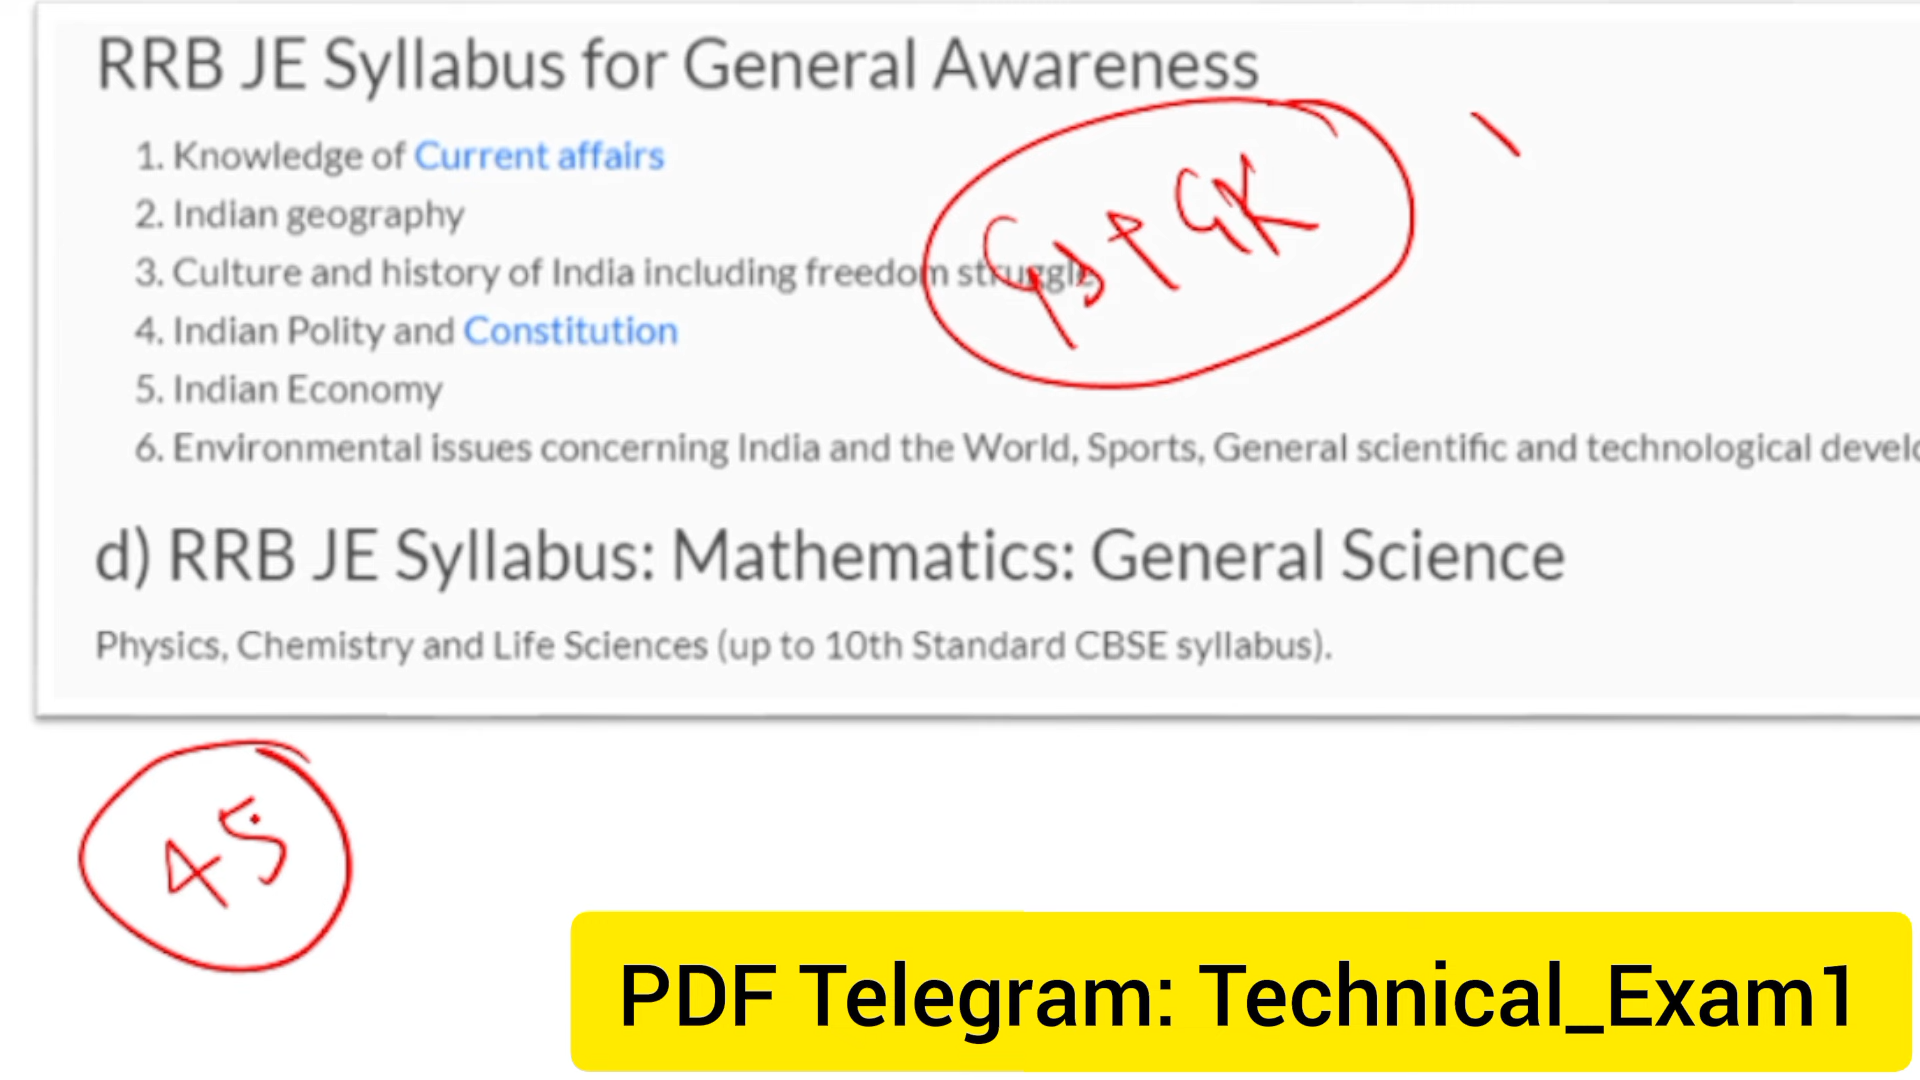 RRB JE Syllabus for General Awareness
1. Knowledge of Current affairs
2. Indian geography
3. Culture and history of India including freedom struggle
4. Indian Polity and Constitution
5. Indian Economy
6. Environmental issues concerning India and the World, Sports, General scientific and technological develo
GS + GK
d) RRB JE Syllabus: Mathematics: General Science
Physics, Chemistry and Life Sciences (up to 10th Standard CBSE syllabus).
45
PDF Telegram: Technical_Exam1